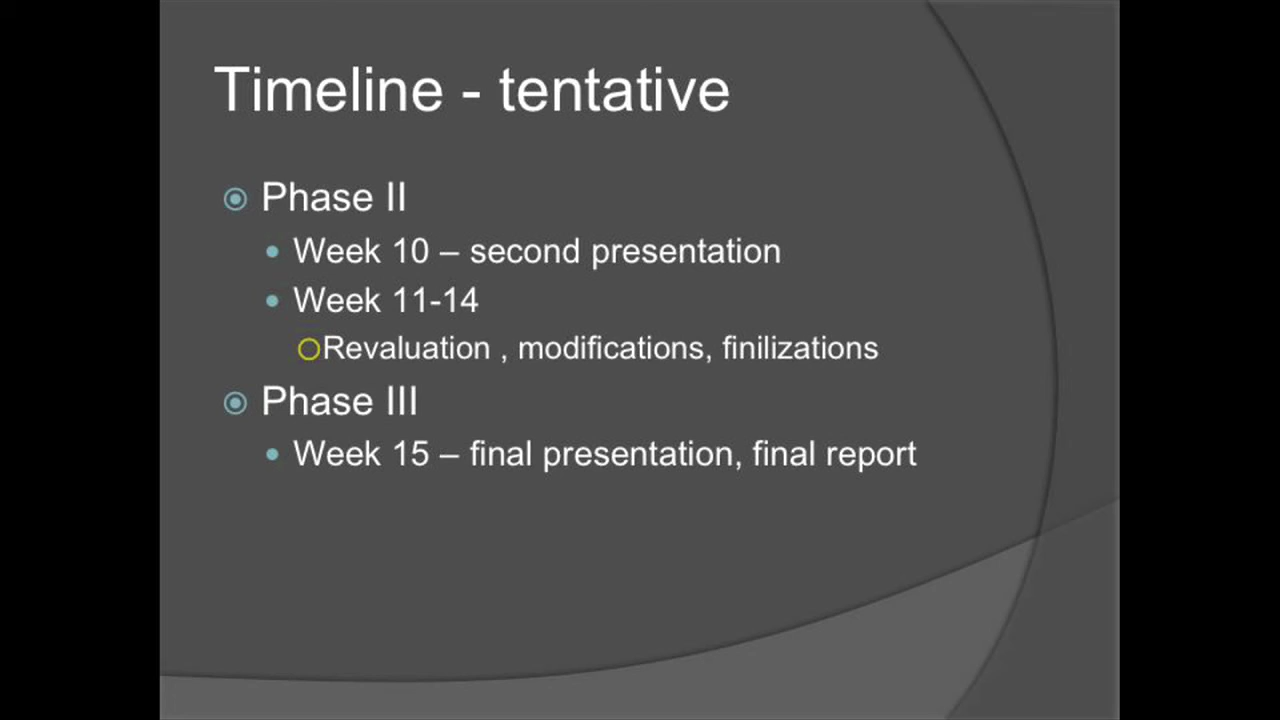 Timeline - tentative
Phase II
Week 10 – second presentation
Week 11-14
Revaluation , modifications, finilizations
Phase III
Week 15 – final presentation, final report